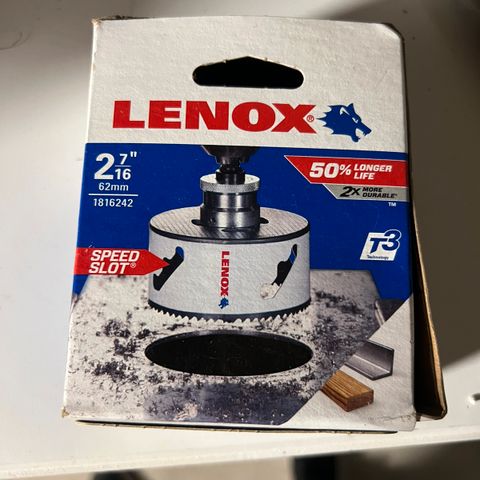 LENOX®
2 7/16"
62mm
1816242
50% LONGER LIFE
2X MORE DURABLE*
™
SPEED SLOT®
T3
Technology
LENOX